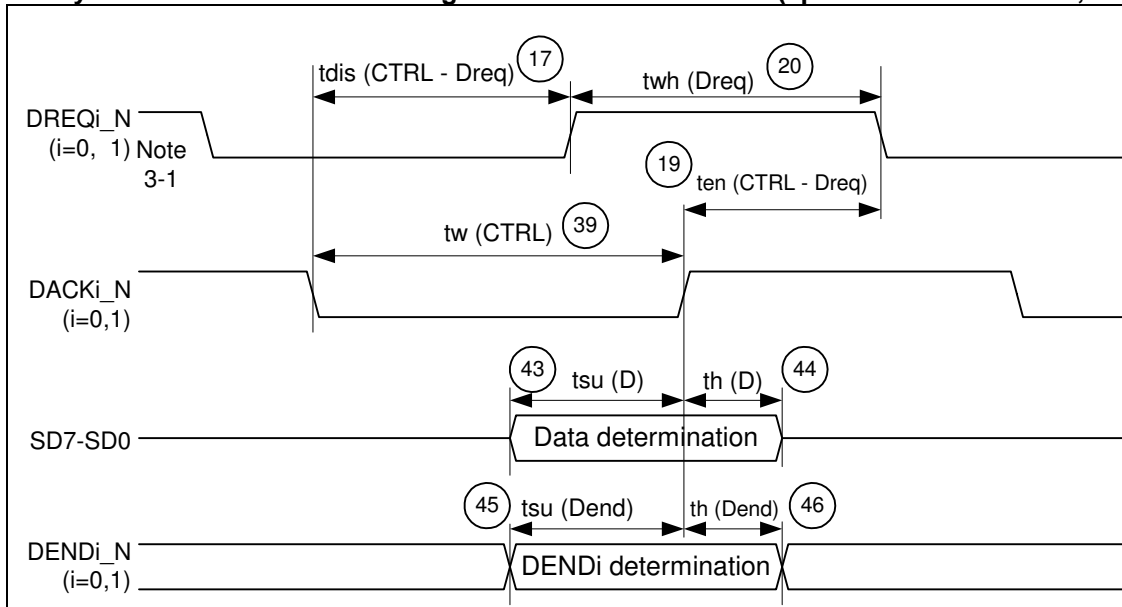 tdis (CTRL - Dreq) 17
twh (Dreq) 20
DREQi_N
(i=0, 1) Note
3-1
19
ten (CTRL - Dreq)
tw (CTRL) 39
DACKi_N
(i=0,1)
43 tsu (D) th (D) 44
SD7-SD0 Data determination
45 tsu (Dend) th (Dend) 46
DENDi_N
(i=0,1)
DENDi determination